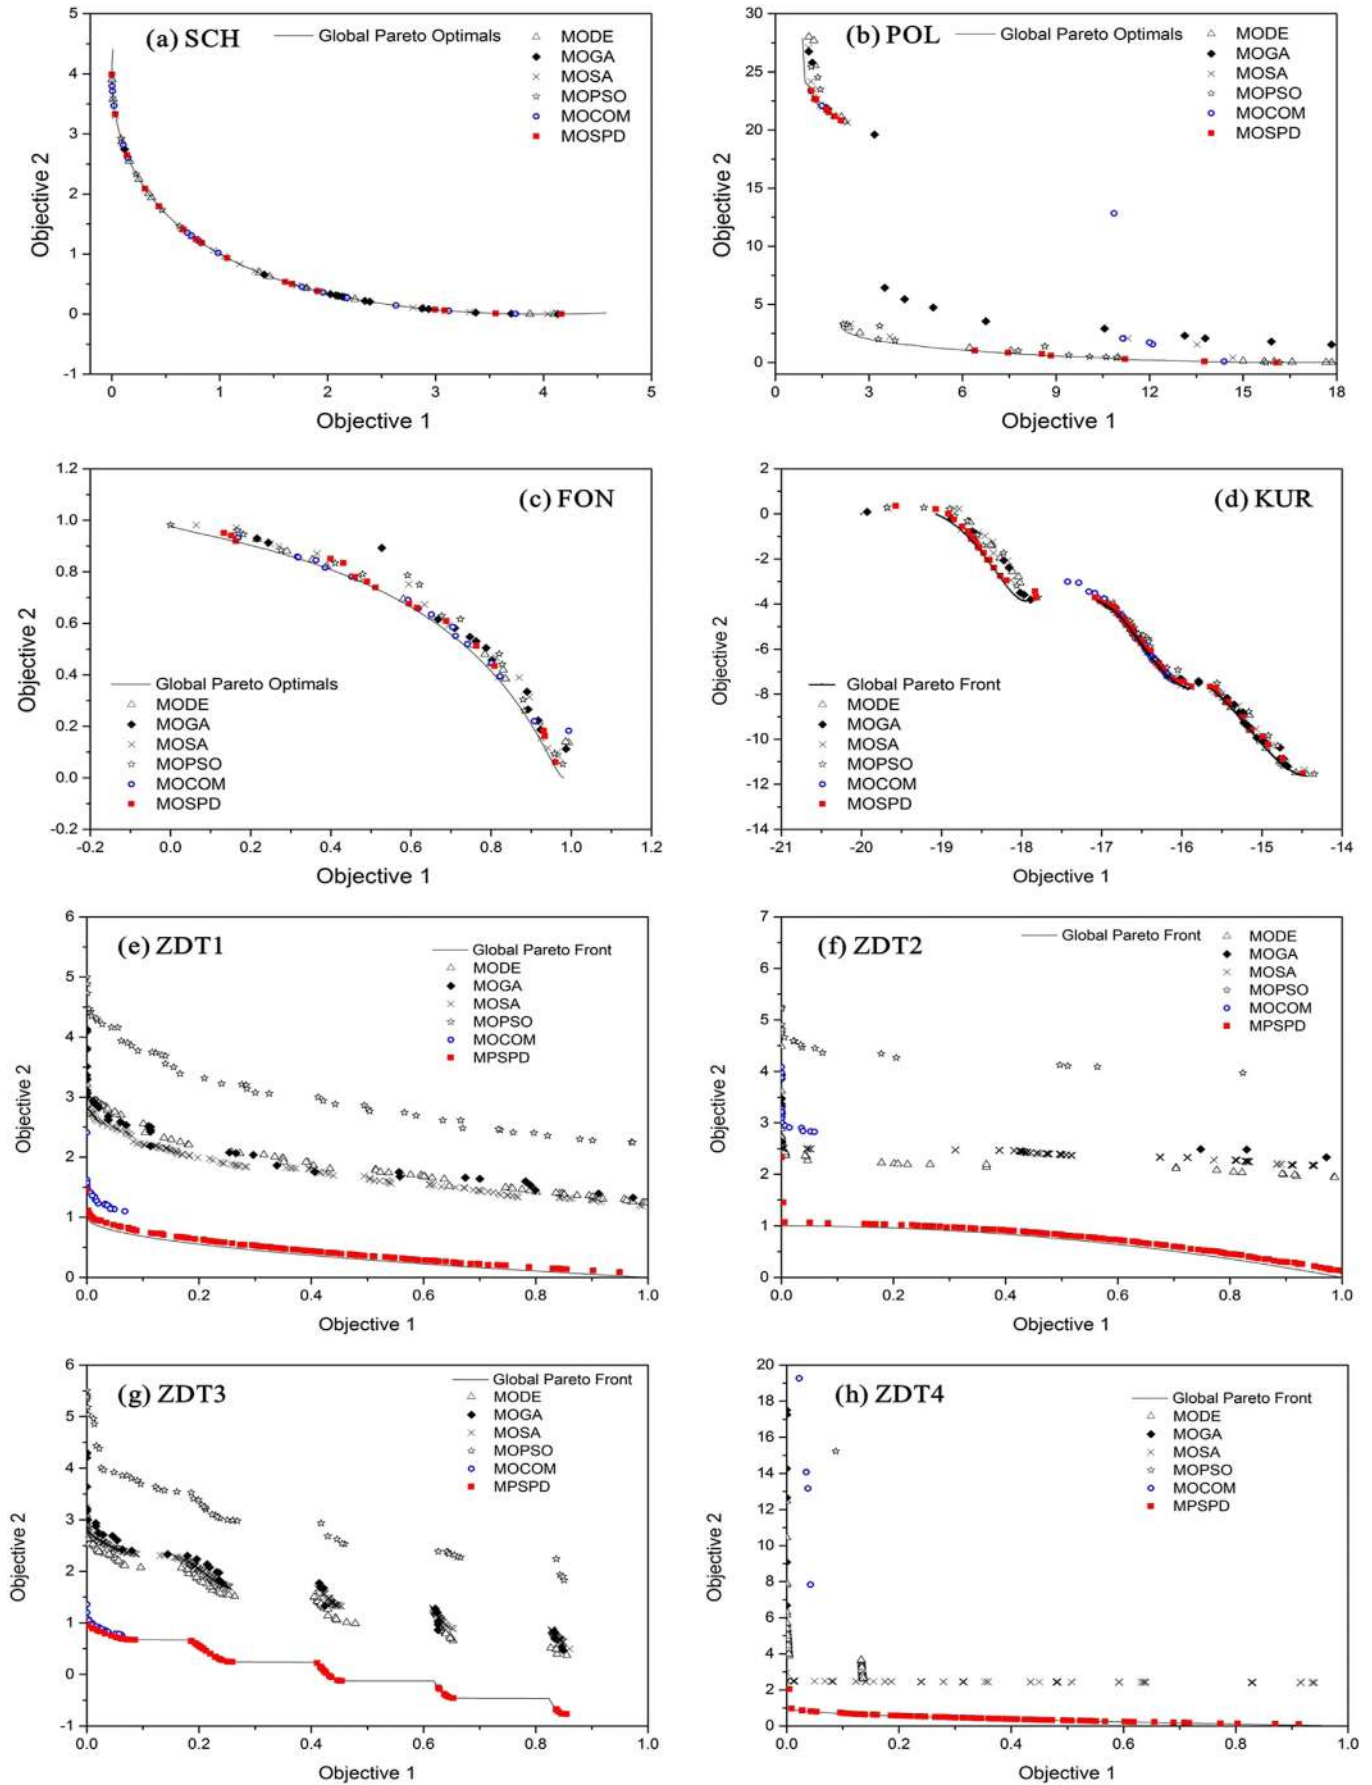 (a) SCH
Global Pareto Optimals
MODE
MOGA
MOSA
MOPSO
MOCOM
MOSPD
5
4
3
2
1
0
-1
Objective 2
0 1 2 3 4 5
Objective 1
(b) POL
Global Pareto Optimals
MODE
MOGA
MOSA
MOPSO
MOCOM
MOSPD
30
25
20
15
10
5
0
Objective 2
0 3 6 9 12 15 18
Objective 1
(c) FON
Global Pareto Optimals
MODE
MOGA
MOSA
MOPSO
MOCOM
MOSPD
1.2
1.0
0.8
0.6
0.4
0.2
0.0
-0.2
Objective 2
-0.2 0.0 0.2 0.4 0.6 0.8 1.0 1.2
Objective 1
(d) KUR
Global Pareto Front
MODE
MOGA
MOSA
MOPSO
MOCOM
MOSPD
2
0
-2
-4
-6
-8
-10
-12
-14
Objective 2
-21 -20 -19 -18 -17 -16 -15 -14
Objective 1
(e) ZDT1
Global Pareto Front
MODE
MOGA
MOSA
MOPSO
MOCOM
MPSPD
6
5
4
3
2
1
0
Objective 2
0.0 0.2 0.4 0.6 0.8 1.0
Objective 1
(f) ZDT2
Global Pareto Front
MODE
MOGA
MOSA
MOPSO
MOCOM
MPSPD
7
6
5
4
3
2
1
0
Objective 2
0.0 0.2 0.4 0.6 0.8 1.0
Objective 1
(g) ZDT3
Global Pareto Front
MODE
MOGA
MOSA
MOPSO
MOCOM
MPSPD
6
5
4
3
2
1
0
-1
Objective 2
0.0 0.2 0.4 0.6 0.8 1.0
Objective 1
(h) ZDT4
Global Pareto Front
MODE
MOGA
MOSA
MOPSO
MOCOM
MPSPD
20
18
16
14
12
10
8
6
4
2
0
Objective 2
0.0 0.2 0.4 0.6 0.8 1.0
Objective 1